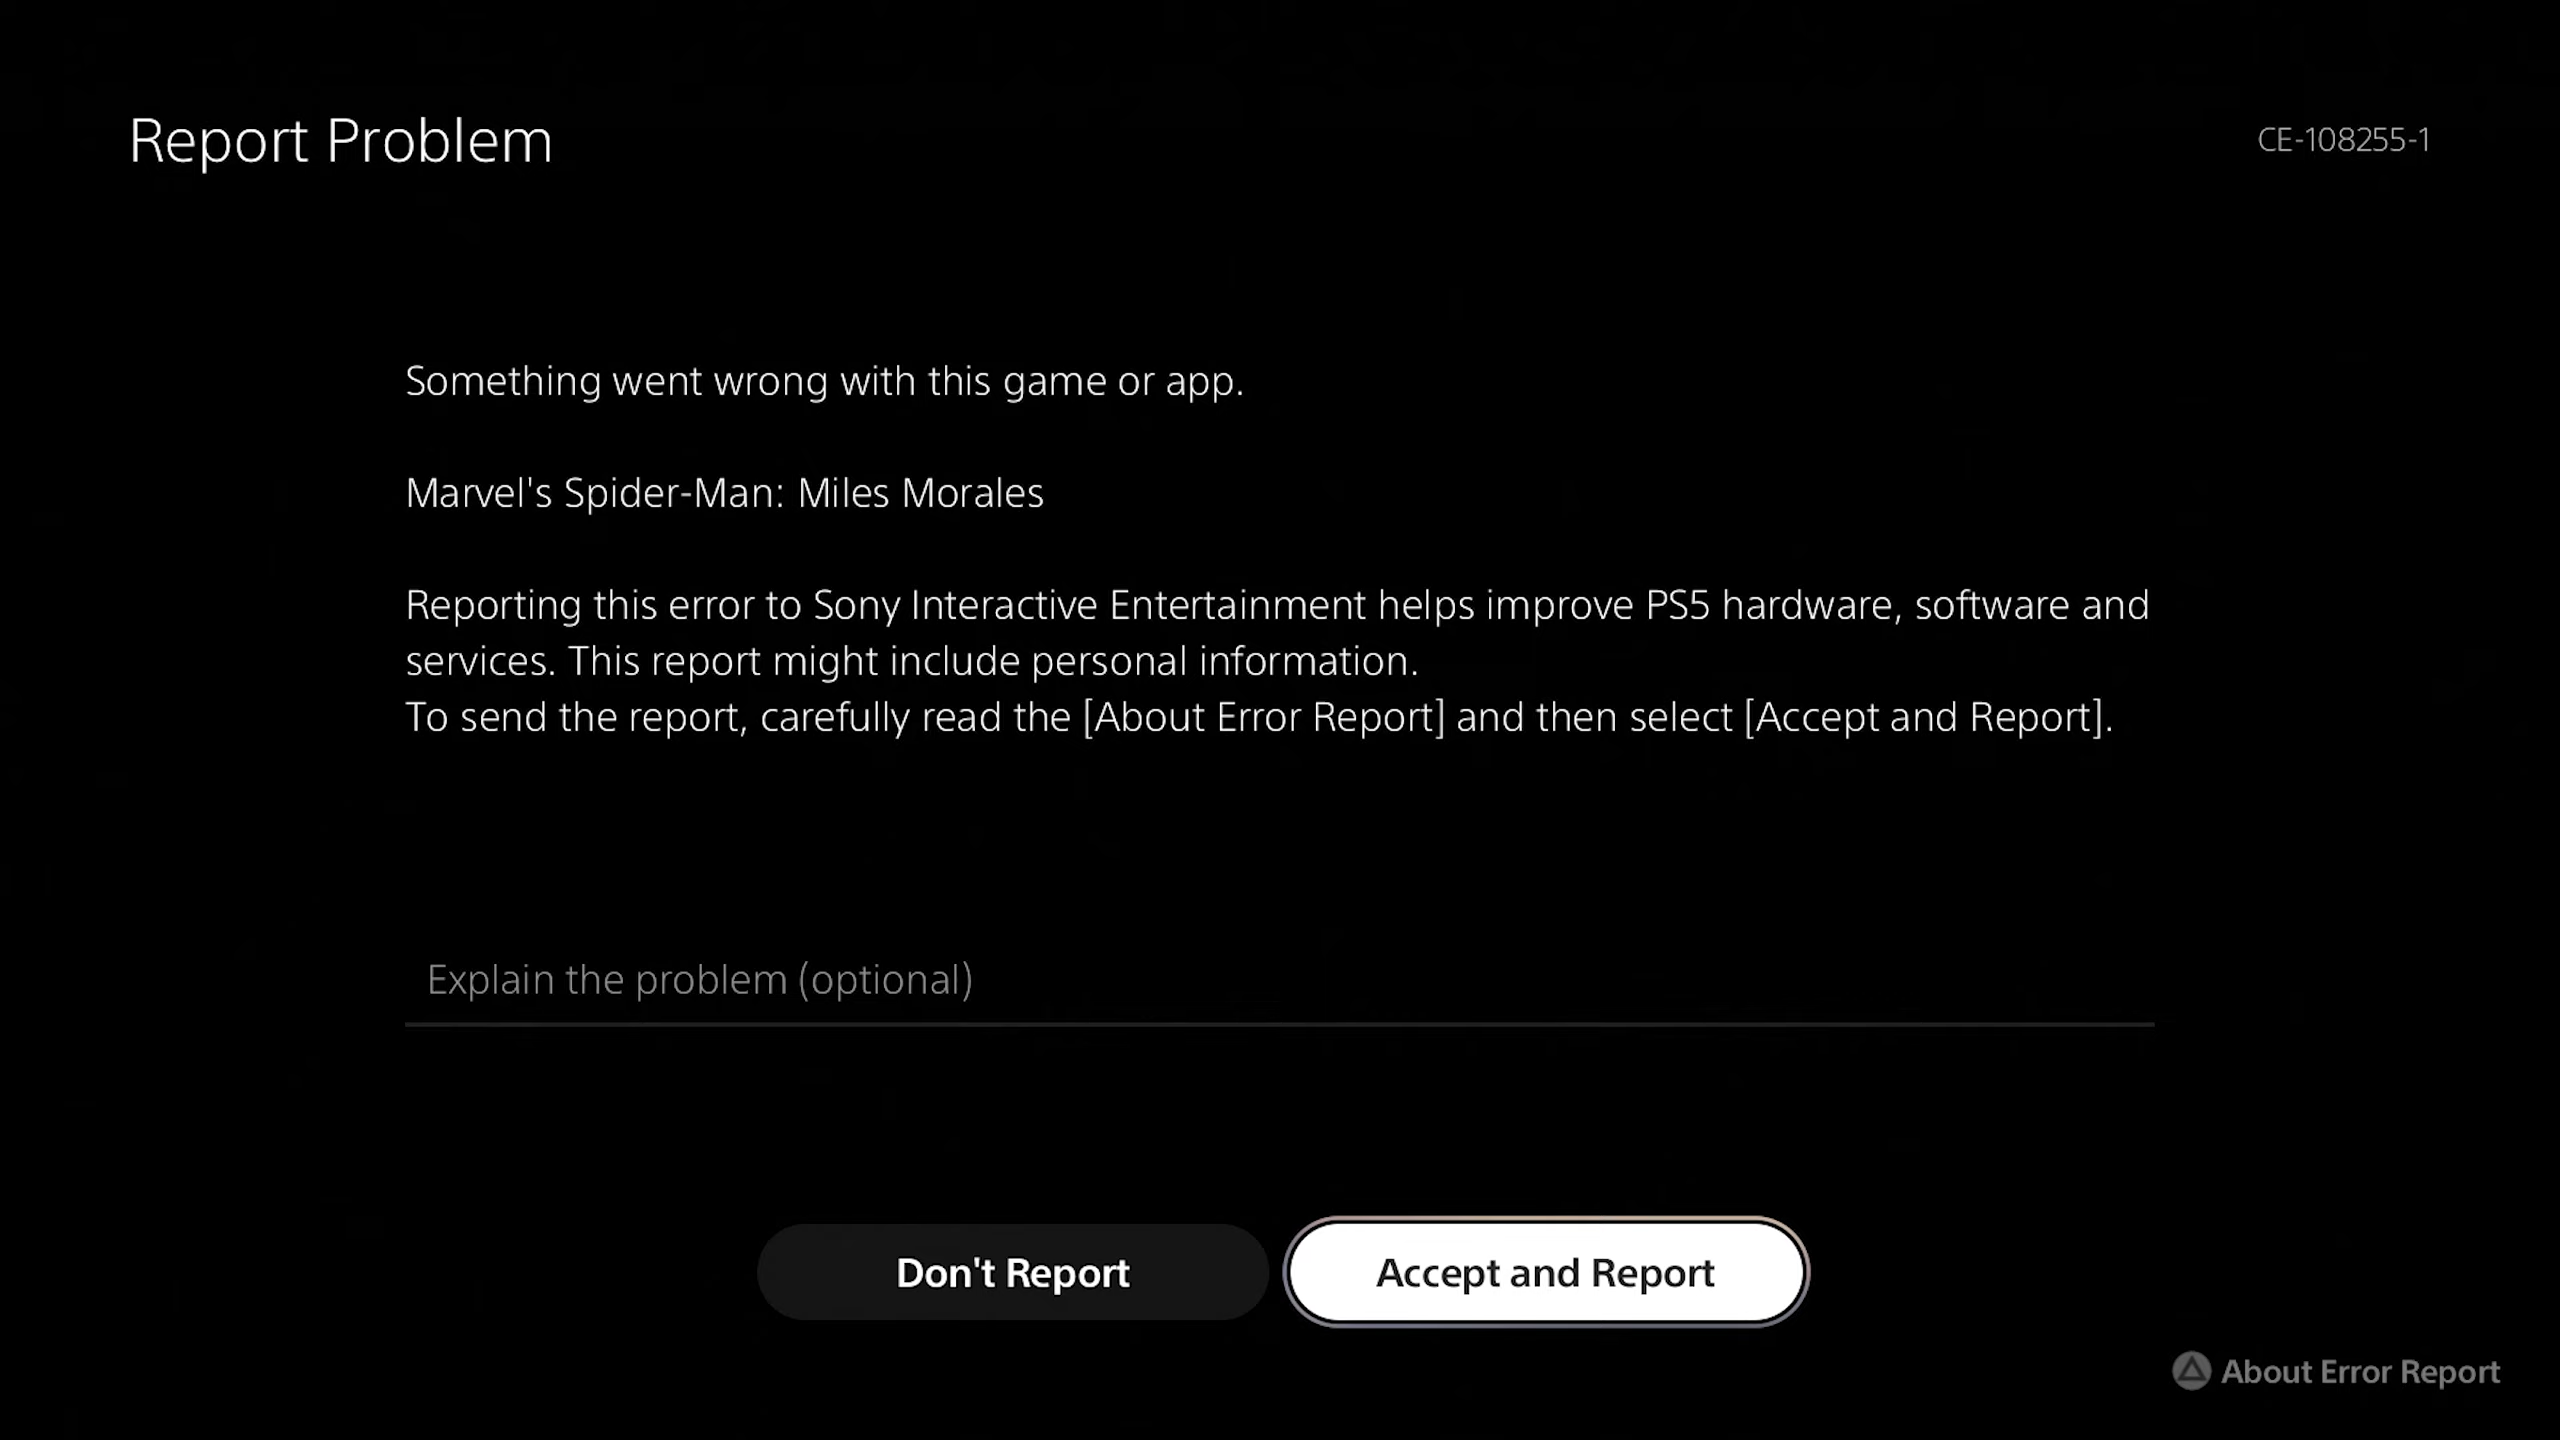 Report Problem
CE-108255-1
Something went wrong with this game or app.
Marvel's Spider-Man: Miles Morales
Reporting this error to Sony Interactive Entertainment helps improve PS5 hardware, software and
services. This report might include personal information.
To send the report, carefully read the [About Error Report] and then select [Accept and Report].
Explain the problem (optional)
Don't Report
Accept and Report
About Error Report